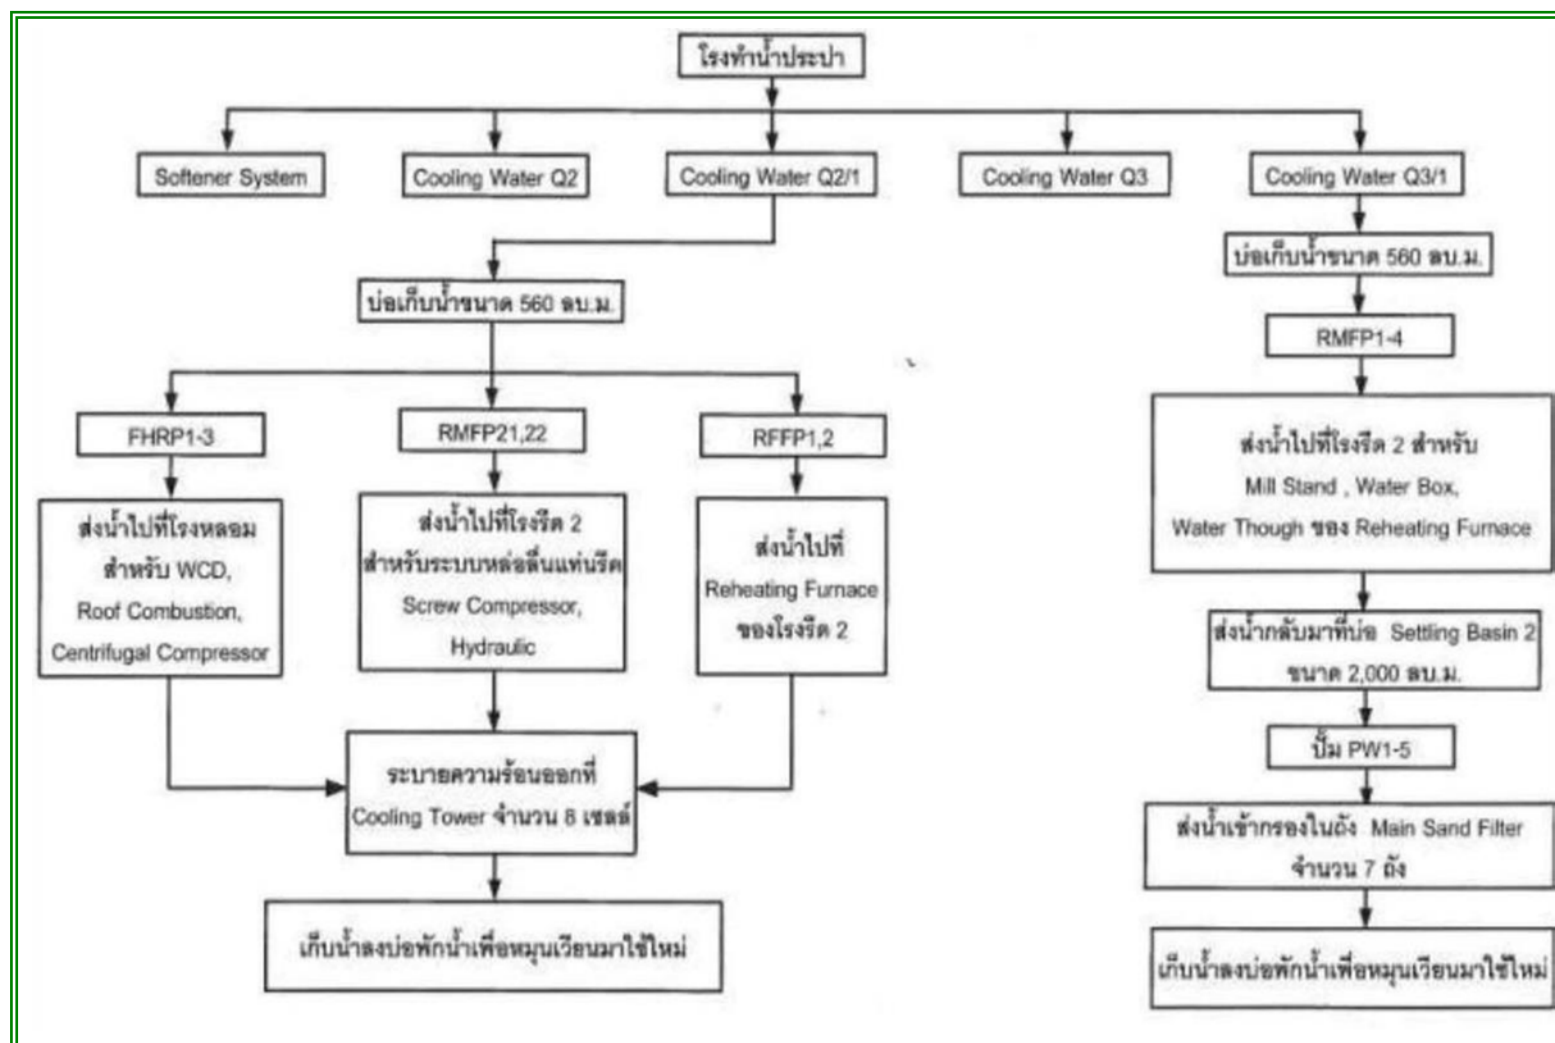 โรงทำน้ำประปา
Softener System
Cooling Water Q2
Cooling Water Q2/1
Cooling Water Q3
Cooling Water Q3/1
บ่อเก็บน้ำขนาด 560 ลบ.ม.
FHRP1-3
RMFP21,22
RFFP1,2
ส่งน้ำไปที่โรงหลอม
สำหรับ WCD,
Roof Combustion,
Centrifugal Compressor
ส่งน้ำไปที่โรงรีด 2
สำหรับระบบหล่อลื่นแท่นรีด
Screw Compressor,
Hydraulic
ส่งน้ำไปที่
Reheating Furnace
ของโรงรีด 2
ระบายความร้อนออกที่
Cooling Tower จำนวน 8 เซลล์
เก็บน้ำลงบ่อพักน้ำเพื่อหมุนเวียนมาใช้ใหม่
บ่อเก็บน้ำขนาด 560 ลบ.ม.
RMFP1-4
ส่งน้ำไปที่โรงรีด 2 สำหรับ
Mill Stand , Water Box,
Water Though ของ Reheating Furnace
ส่งน้ำกลับมาที่บ่อ Settling Basin 2
ขนาด 2,000 ลบ.ม.
ปั๊ม PW1-5
ส่งน้ำเข้ากรองในถัง Main Sand Filter
จำนวน 7 ถัง
เก็บน้ำลงบ่อพักน้ำเพื่อหมุนเวียนมาใช้ใหม่